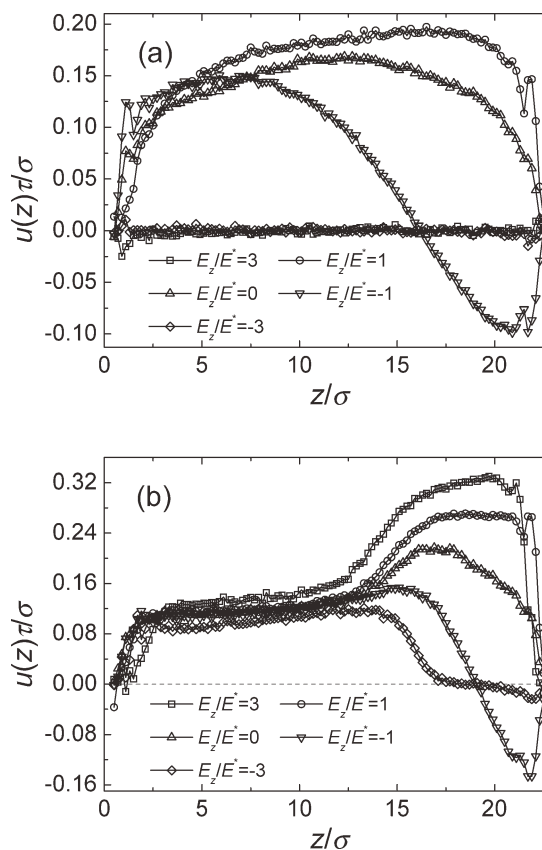 0.20
0.15
0.10
0.05
0.00
-0.05
-0.10
u(z)τ/σ
(a)
E_z/E*=3
E_z/E*=1
E_z/E*=0
E_z/E*=-1
E_z/E*=-3
0 5 10 15 20
z/σ
0.32
0.24
0.16
0.08
0.00
-0.08
-0.16
u(z)τ/σ
(b)
E_z/E*=3
E_z/E*=1
E_z/E*=0
E_z/E*=-1
E_z/E*=-3
0 5 10 15 20
z/σ